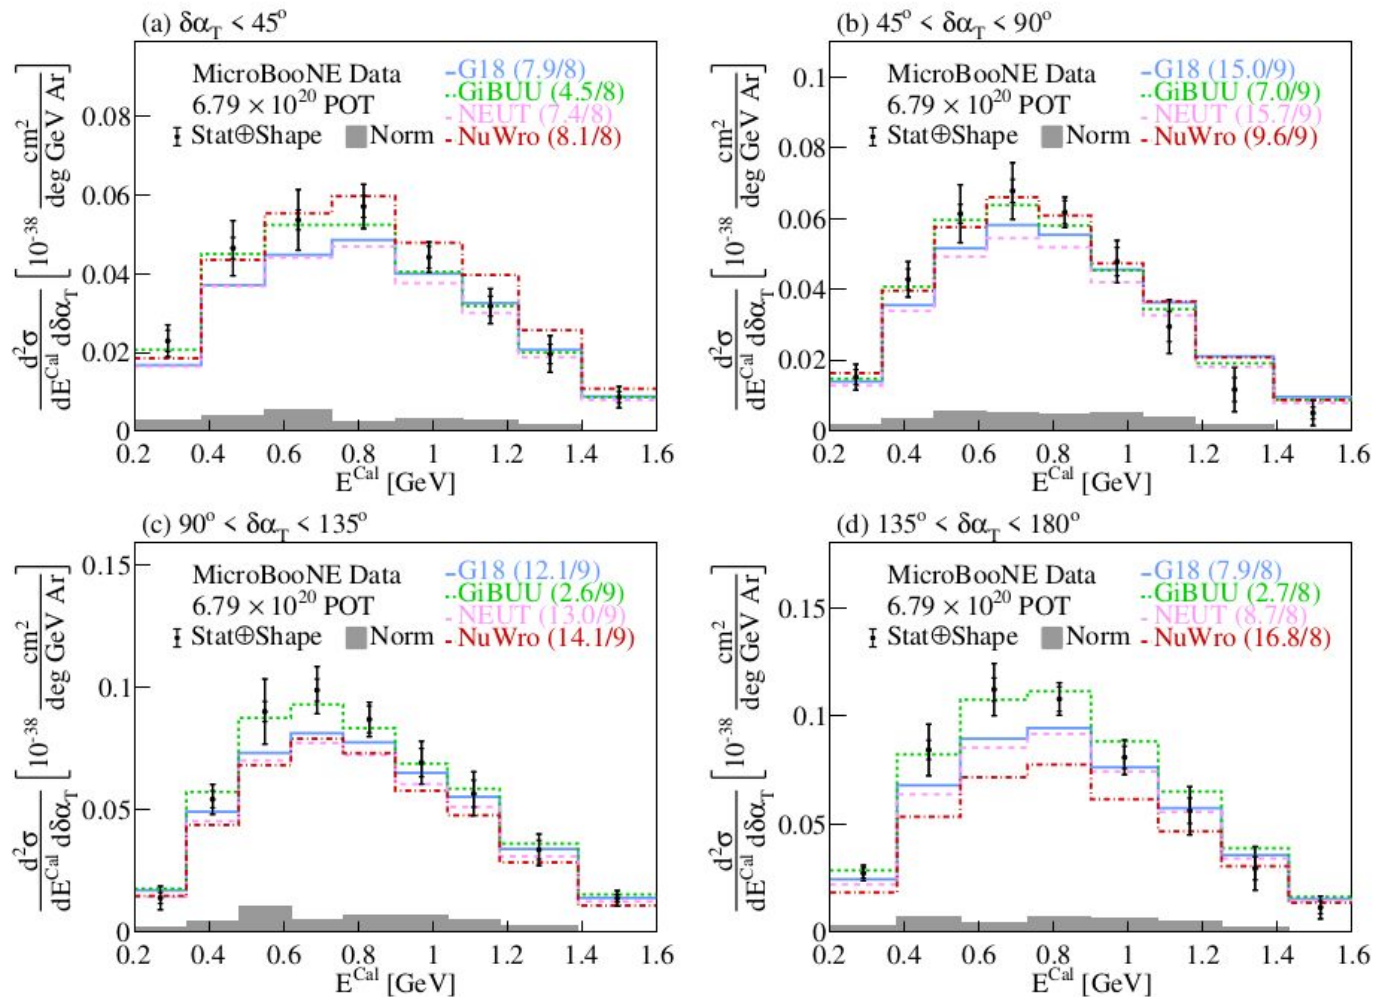 (a) δα_T < 45°
d²σ / dE^Cal dδα_T [10^-38 cm² / deg GeV Ar]
MicroBooNE Data
6.79 × 10^20 POT
Stat⊕Shape Norm
G18 (7.9/8)
GiBUU (4.5/8)
NEUT (7.4/8)
NuWro (8.1/8)
0.08
0.06
0.04
0.02
0
0.2 0.4 0.6 0.8 1 1.2 1.4 1.6
E^Cal [GeV]
(b) 45° < δα_T < 90°
d²σ / dE^Cal dδα_T [10^-38 cm² / deg GeV Ar]
MicroBooNE Data
6.79 × 10^20 POT
Stat⊕Shape Norm
G18 (15.0/9)
GiBUU (7.0/9)
NEUT (15.7/9)
NuWro (9.6/9)
0.1
0.08
0.06
0.04
0.02
0
0.2 0.4 0.6 0.8 1 1.2 1.4 1.6
E^Cal [GeV]
(c) 90° < δα_T < 135°
d²σ / dE^Cal dδα_T [10^-38 cm² / deg GeV Ar]
MicroBooNE Data
6.79 × 10^20 POT
Stat⊕Shape Norm
G18 (12.1/9)
GiBUU (2.6/9)
NEUT (13.0/9)
NuWro (14.1/9)
0.15
0.1
0.05
0
0.2 0.4 0.6 0.8 1 1.2 1.4 1.6
E^Cal [GeV]
(d) 135° < δα_T < 180°
d²σ / dE^Cal dδα_T [10^-38 cm² / deg GeV Ar]
MicroBooNE Data
6.79 × 10^20 POT
Stat⊕Shape Norm
G18 (7.9/8)
GiBUU (2.7/8)
NEUT (8.7/8)
NuWro (16.8/8)
0.15
0.1
0.05
0
0.2 0.4 0.6 0.8 1 1.2 1.4 1.6
E^Cal [GeV]